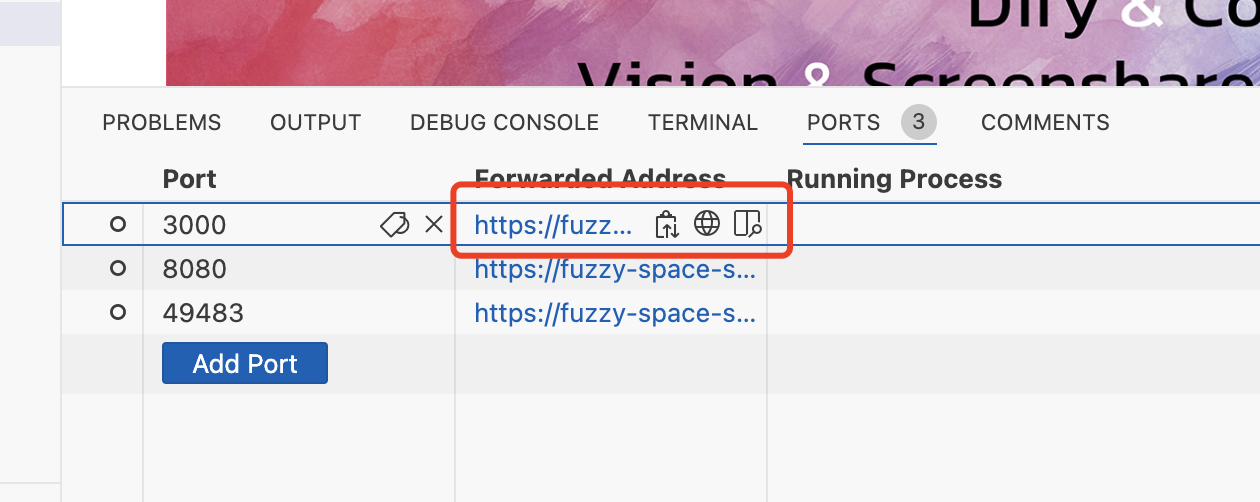 Dify & Co
Vision & Screenshare
PROBLEMS OUTPUT DEBUG CONSOLE TERMINAL PORTS 3 COMMENTS
Port Forwarded Address Running Process
3000 https://fuzz...
8080 https://fuzzy-space-s...
49483 https://fuzzy-space-s...
Add Port